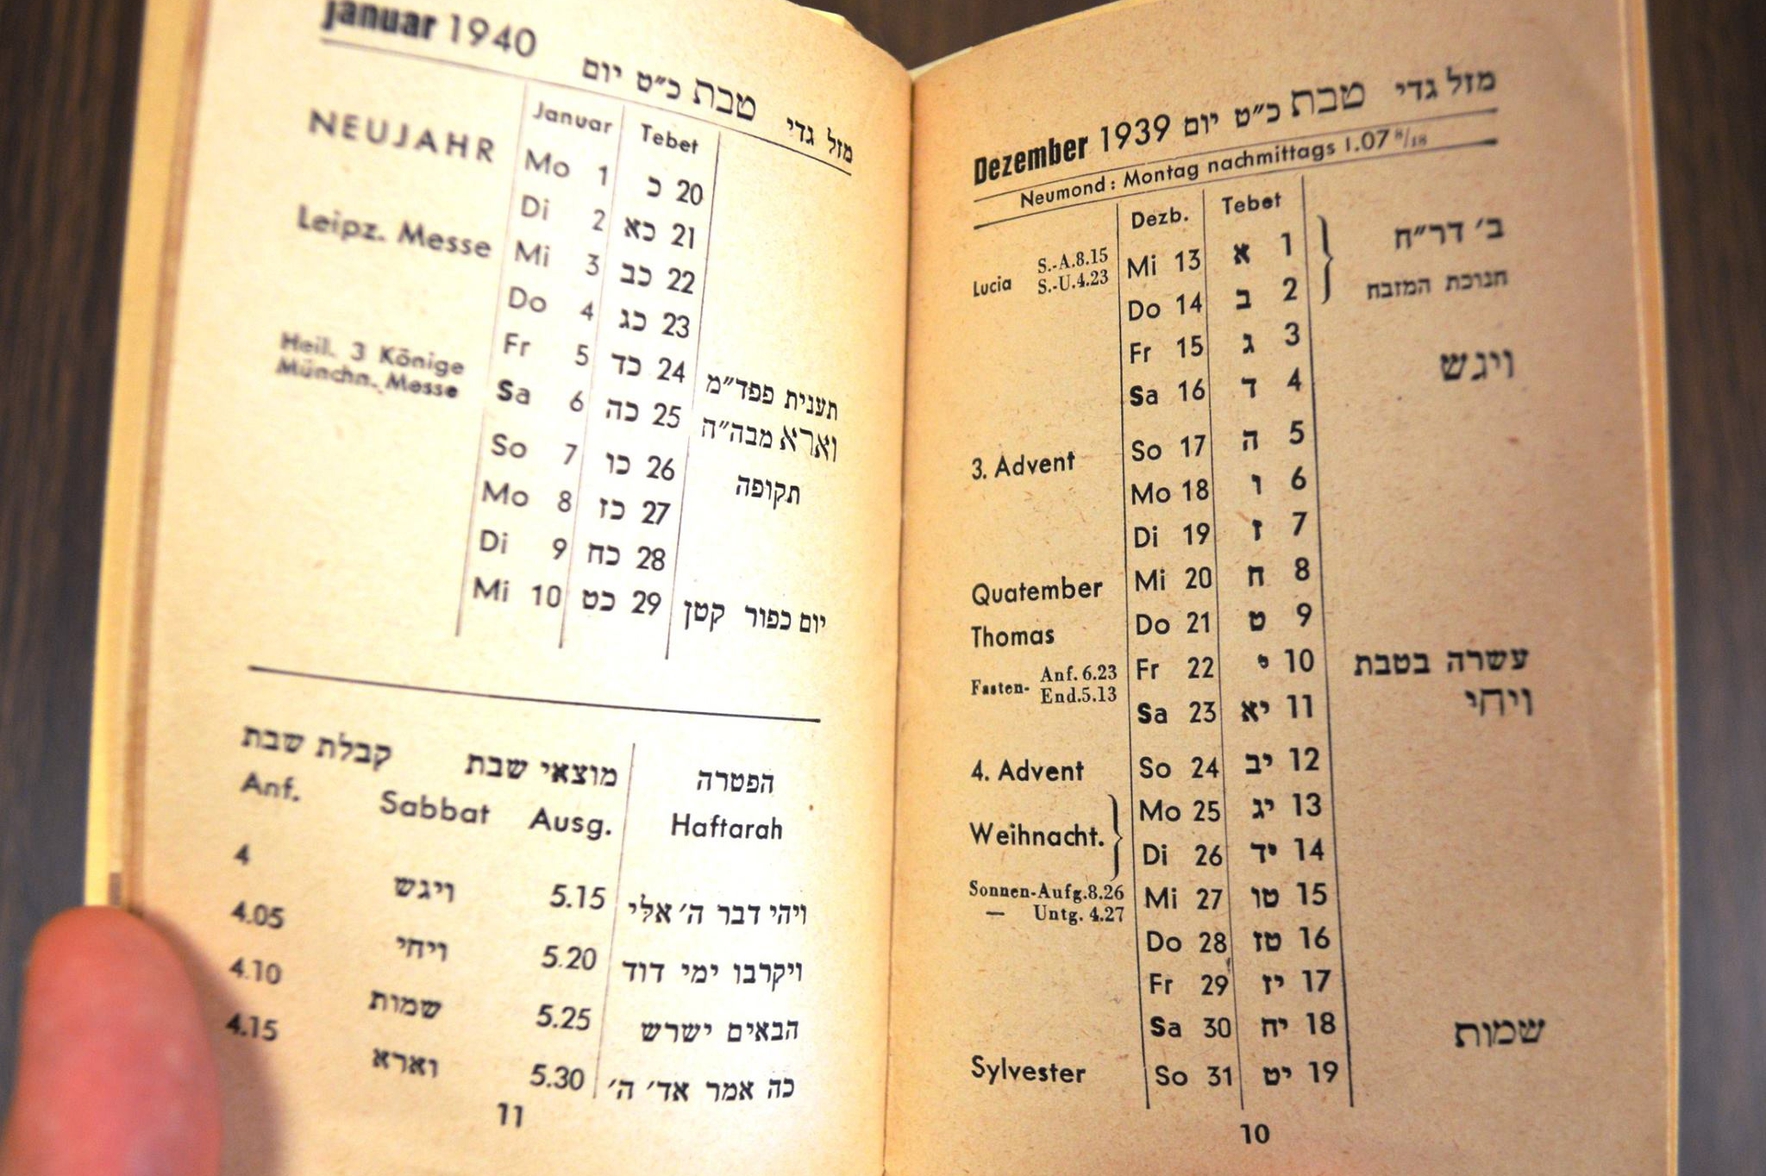 Dezember 1939 מזל גדי טבת כ״ט יום
Neumond: Montag nachmittags 1.07 8/18
Dezb. Tebet
Lucia S.-A.8.15 Mi 13 א 1 } ב׳ דר״ח
S.-U.4.23 Do 14 ב 2 חנוכת המזבח
Fr 15 ג 3
Sa 16 ד 4 ויגש
3. Advent So 17 ה 5
Mo 18 ו 6
Di 19 ז 7
Quatember Mi 20 ח 8
Thomas Do 21 ט 9
Fasten- Anf. 6.23 Fr 22 י 10 עשרה בטבת
End.5.13 Sa 23 יא 11 ויחי
4. Advent So 24 יב 12
Weihnacht. } Mo 25 יג 13
Di 26 יד 14
Sonnen-Aufg.8.26 Mi 27 טו 15
— Untg. 4.27
Do 28 טז 16
Fr 29 יז 17
Sa 30 יח 18 שמות
Sylvester So 31 יט 19
10
Januar 1940 מזל גדי טבת כ״ט יום
Januar Tebet
NEUJAHR Mo 1 כ 20
Di 2 כא 21
Leipz. Messe Mi 3 כב 22
Do 4 כג 23
Fr 5 כד 24 תענית פפד״מ
Heil. 3 Könige Sa 6 כה 25 וארא מבה״ח
Münchn. Messe
So 7 כו 26 תקופה
Mo 8 כז 27
Di 9 כח 28
Mi 10 כט 29 יום כפור קטן
קבלת שבת מוצאי שבת הפטרה
Anf. Sabbat Ausg. Haftarah
4 ויגש 5.15 ויהי דבר ה׳ אלי
4.05 ויחי 5.20 ויקרבו ימי דוד
4.10 שמות 5.25 הבאים ישרש
4.15 וארא 5.30 כה אמר אד׳ ה׳
11